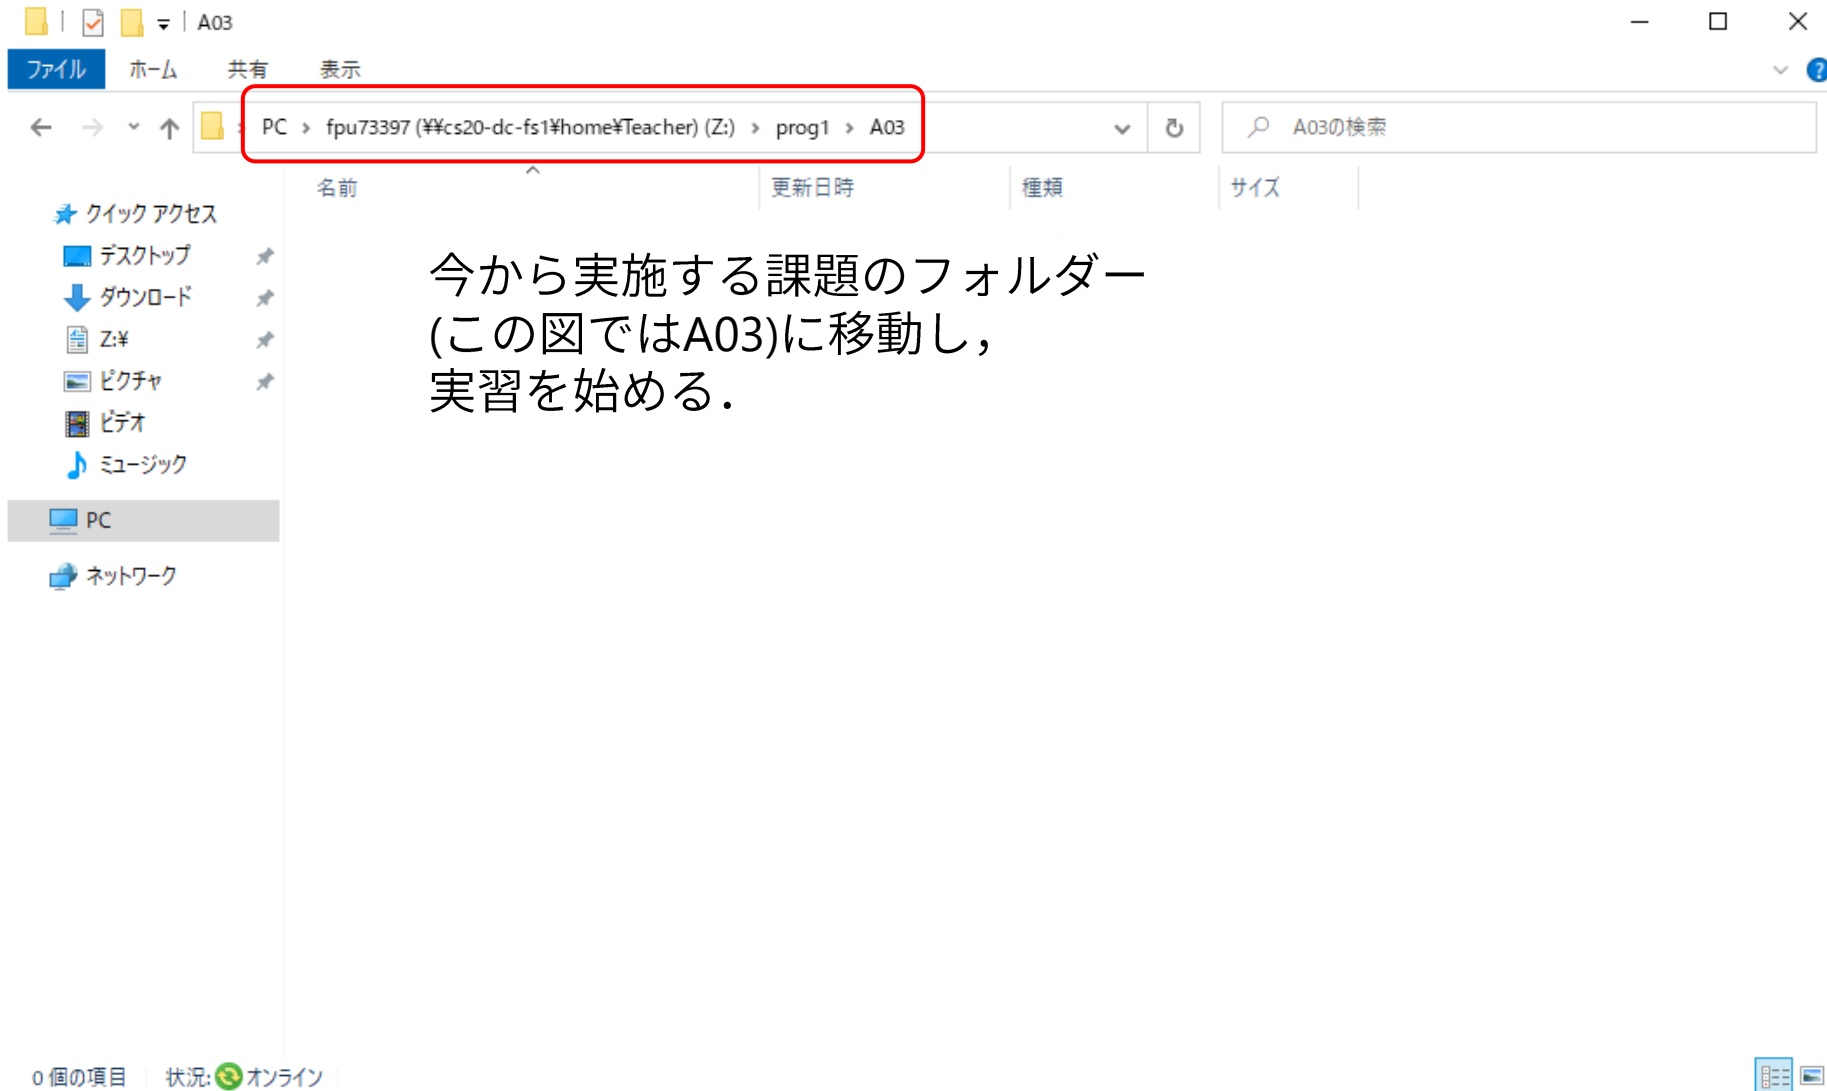 A03
ファイル ホーム 共有 表示
PC › fpu73397 (¥¥cs20-dc-fs1¥home¥Teacher) (Z:) › prog1 › A03
A03の検索
名前 更新日時 種類 サイズ
クイック アクセス
デスクトップ
ダウンロード
Z:¥
ピクチャ
ビデオ
ミュージック
PC
ネットワーク
今から実施する課題のフォルダー
(この図ではA03)に移動し，
実習を始める．
0 個の項目 状況: オンライン